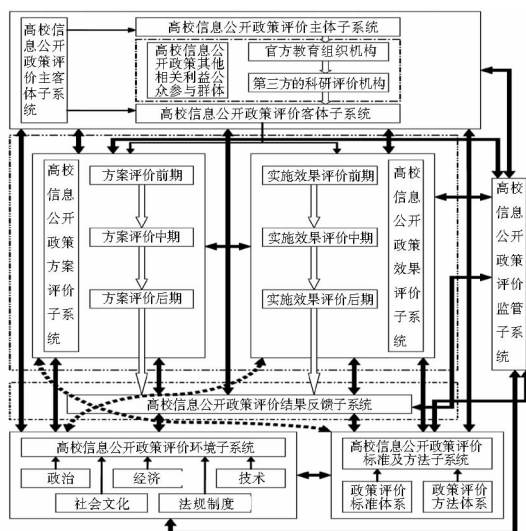 高校信息公开政策评价主体子系统
高校信
息公开
政策评
价主客
体子系
统
高校信息公
开政策其他
相关利益公
众参与群体
官方教育组织机构
第三方的科研评价机构
高校信息公开政策评价客体子系统
高校
信息
公开
政策
方案
评价
子系
统
方案评价前期
方案评价中期
方案评价后期
实施效果评价前期
实施效果评价中期
实施效果评价后期
高校
信息
公开
政策
效果
评价
子系
统
高校
信息
公开
政策
评价
监管
子系
统
高校信息公开政策评价结果反馈子系统
高校信息公开政策评价环境子系统
政治
经济
技术
社会文化
法规制度
高校信息公开政策评价
标准及方法子系统
政策评价
标准体系
政策评价
方法体系